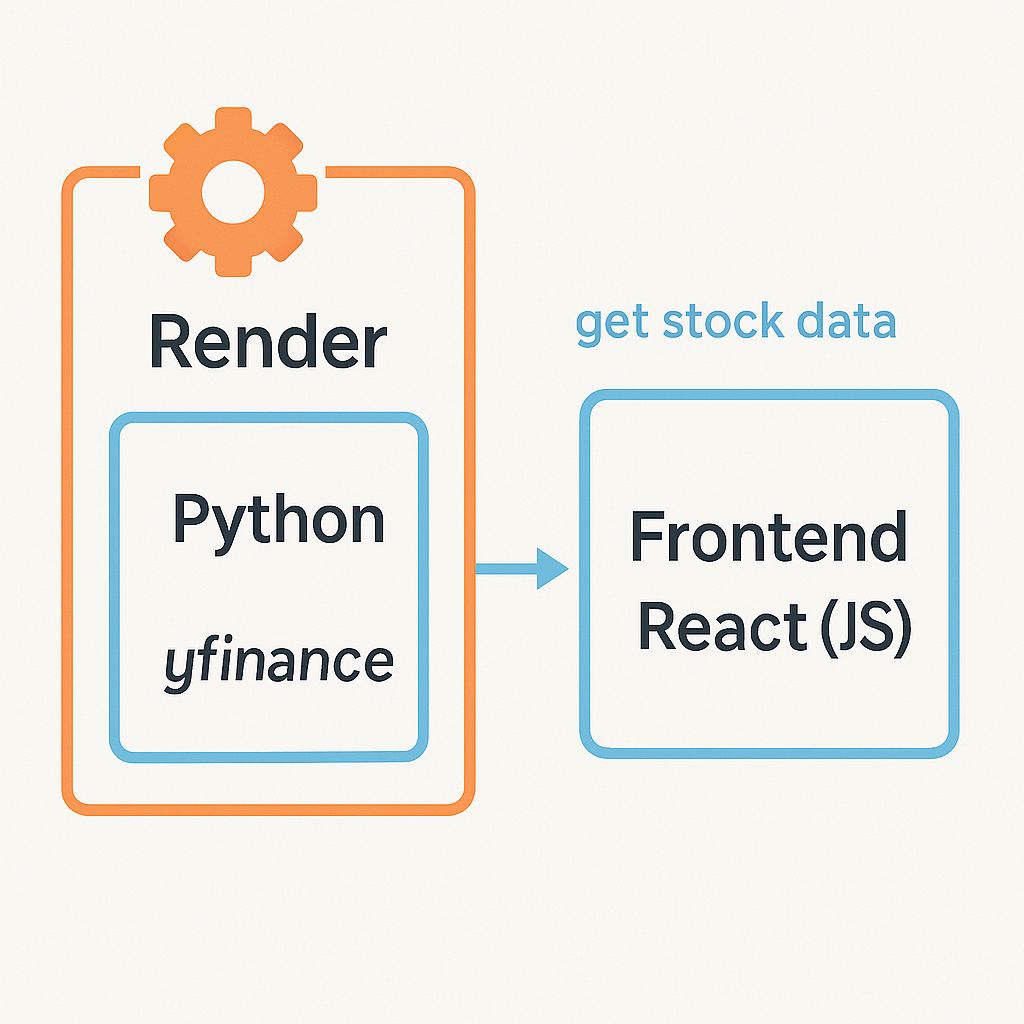 Render
Python
yfinance
get stock data
Frontend
React (JS)